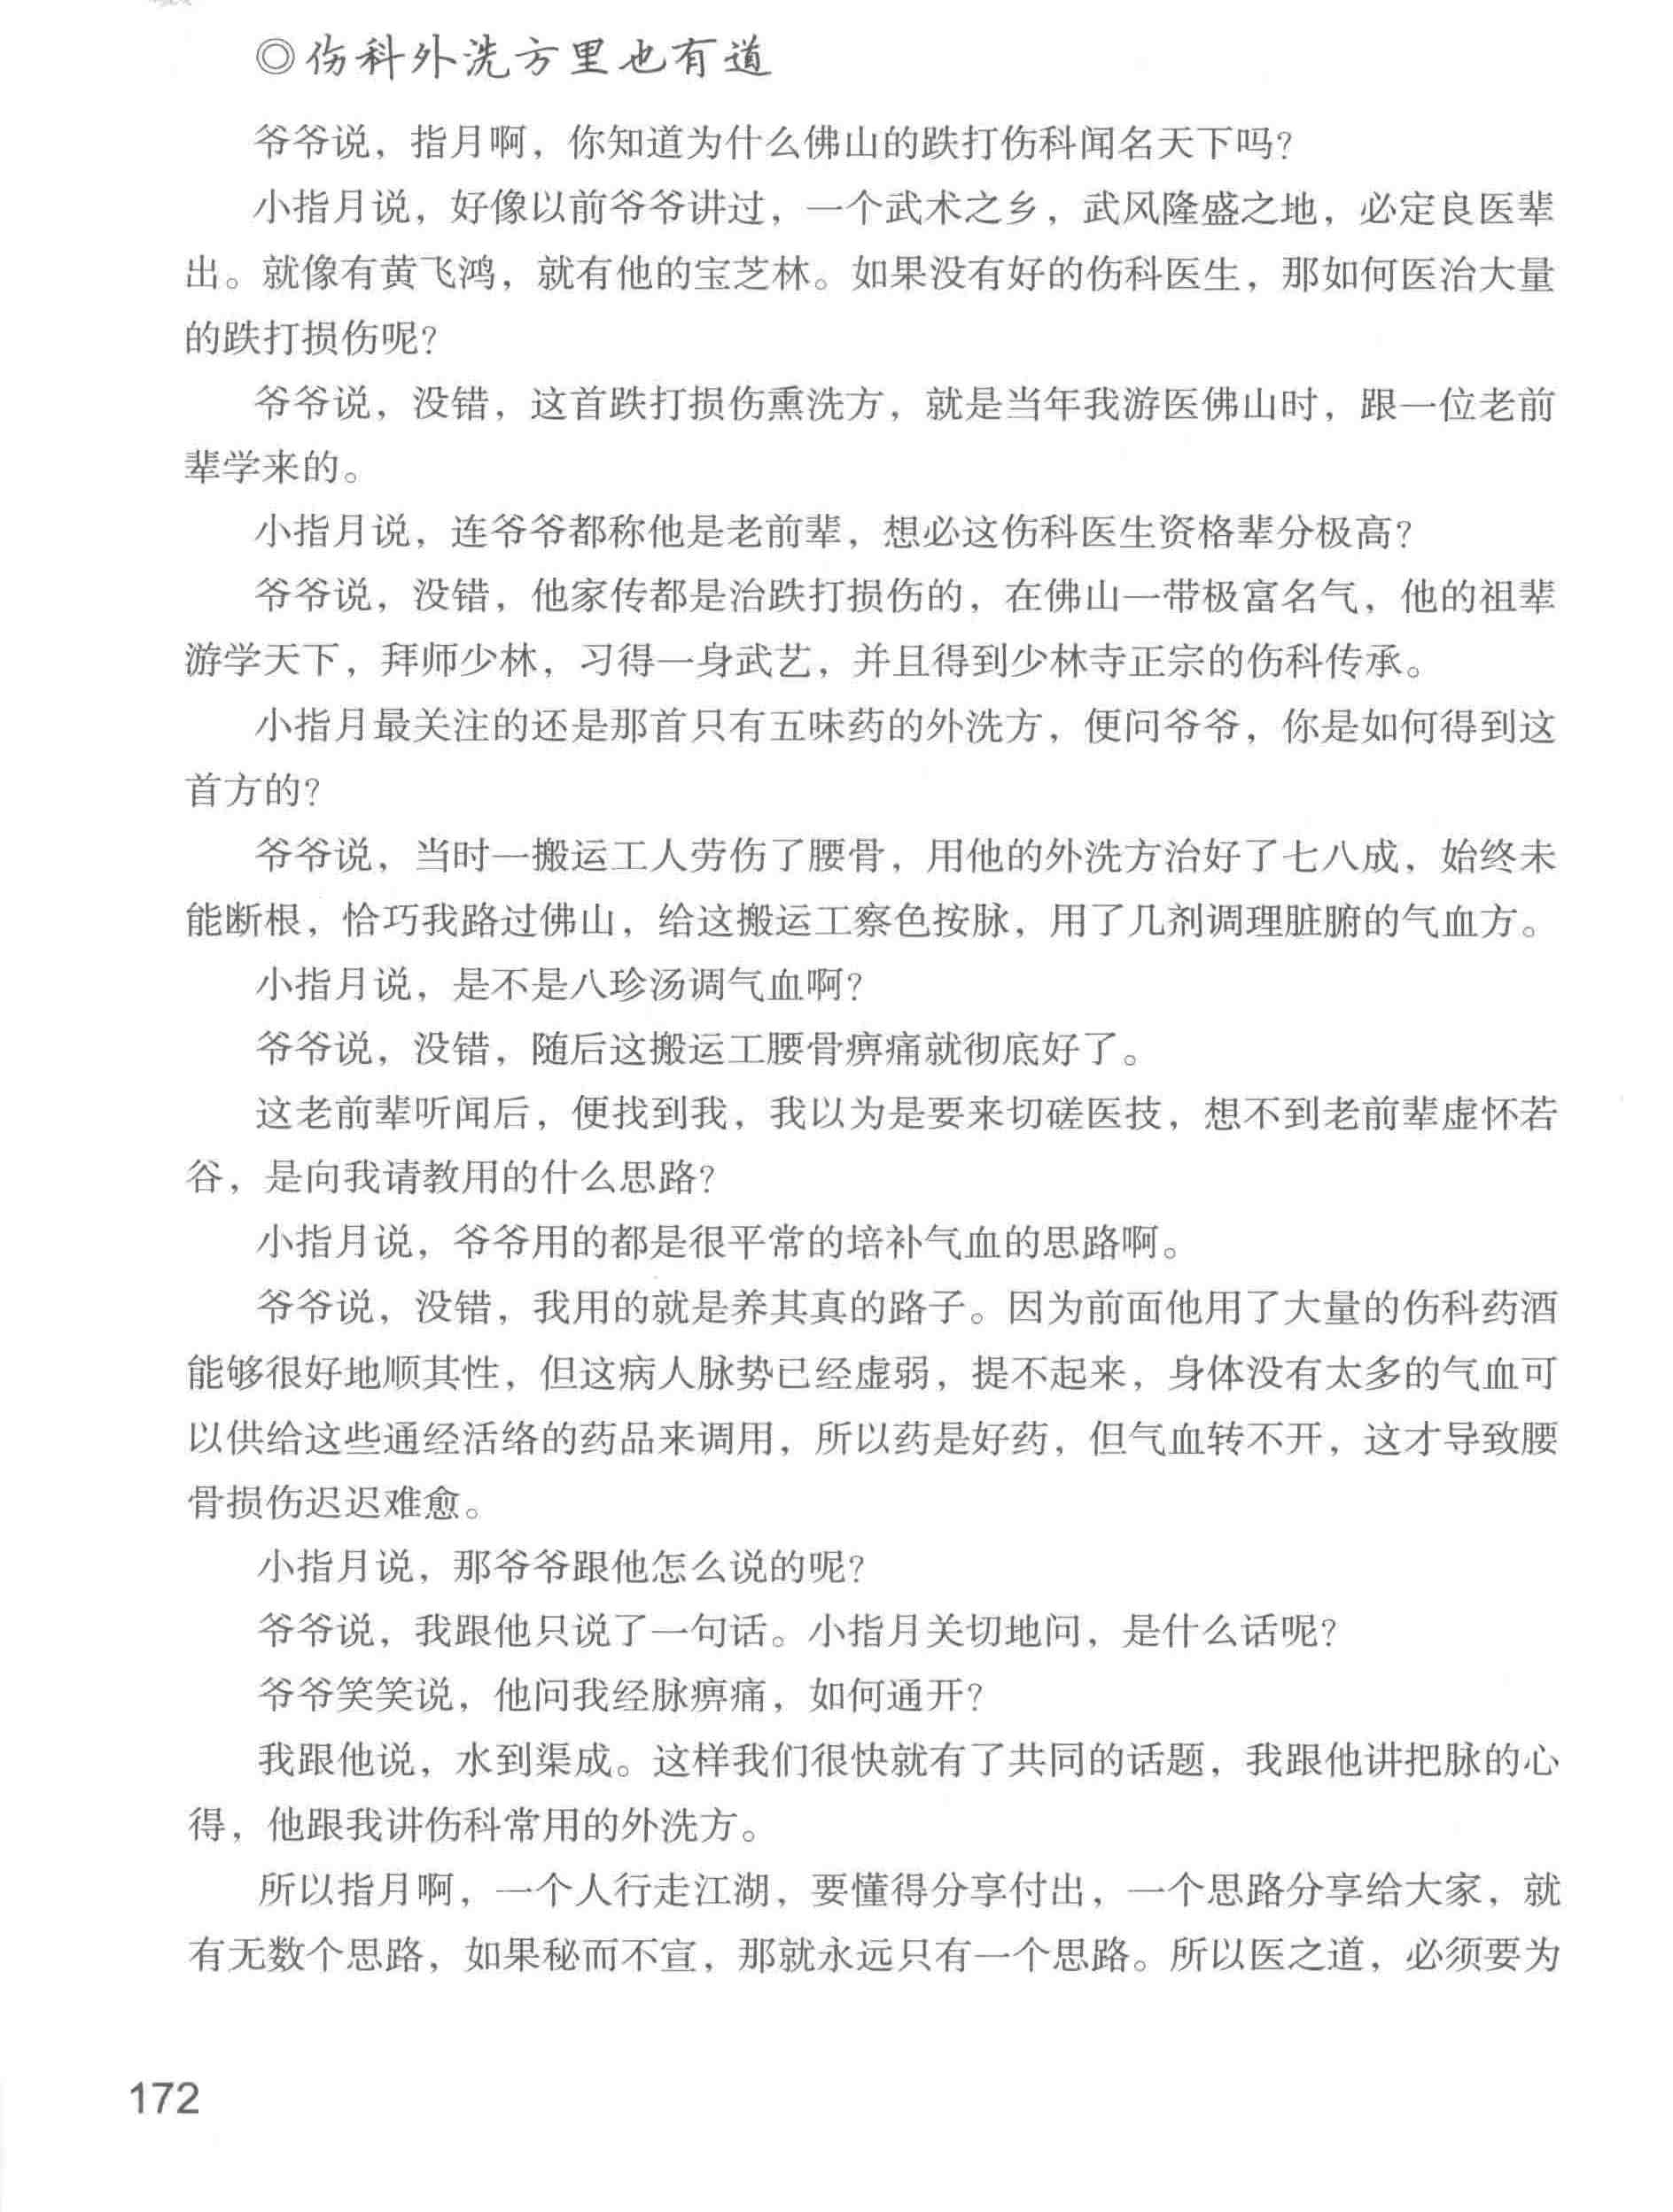 ◎伤科外洗方里也有道
爷爷说，指月啊，你知道为什么佛山的跌打伤科闻名天下吗？
小指月说，好像以前爷爷讲过，一个武术之乡，武风隆盛之地，必定良医辈
出。就像有黄飞鸿，就有他的宝芝林。如果没有好的伤科医生，那如何医治大量
的跌打损伤呢？
爷爷说，没错，这首跌打损伤熏洗方，就是当年我游医佛山时，跟一位老前
辈学来的。
小指月说，连爷爷都称他是老前辈，想必这伤科医生资格辈分极高？
爷爷说，没错，他家传都是治跌打损伤的，在佛山一带极富名气，他的祖辈
游学天下，拜师少林，习得一身武艺，并且得到少林寺正宗的伤科传承。
小指月最关注的还是那首只有五味药的外洗方，便问爷爷，你是如何得到这
首方的？
爷爷说，当时一搬运工人劳伤了腰骨，用他的外洗方治好了七八成，始终未
能断根，恰巧我路过佛山，给这搬运工察色按脉，用了几剂调理脏腑的气血方。
小指月说，是不是八珍汤调气血啊？
爷爷说，没错，随后这搬运工腰骨痹痛就彻底好了。
这老前辈听闻后，便找到我，我以为是要来切磋医技，想不到老前辈虚怀若
谷，是向我请教用的什么思路？
小指月说，爷爷用的都是很平常的培补气血的思路啊。
爷爷说，没错，我用的就是养其真的路子。因为前面他用了大量的伤科药酒
能够很好地顺其性，但这病人脉势已经虚弱，提不起来，身体没有太多的气血可
以供给这些通经活络的药品来调用，所以药是好药，但气血转不开，这才导致腰
骨损伤迟迟难愈。
小指月说，那爷爷跟他怎么说的呢？
爷爷说，我跟他只说了一句话。小指月关切地问，是什么话呢？
爷爷笑笑说，他问我经脉痹痛，如何通开？
我跟他说，水到渠成。这样我们很快就有了共同的话题，我跟他讲把脉的心
得，他跟我讲伤科常用的外洗方。
所以指月啊，一个人行走江湖，要懂得分享付出，一个思路分享给大家，就
有无数个思路，如果秘而不宣，那就永远只有一个思路。所以医之道，必须要为
172